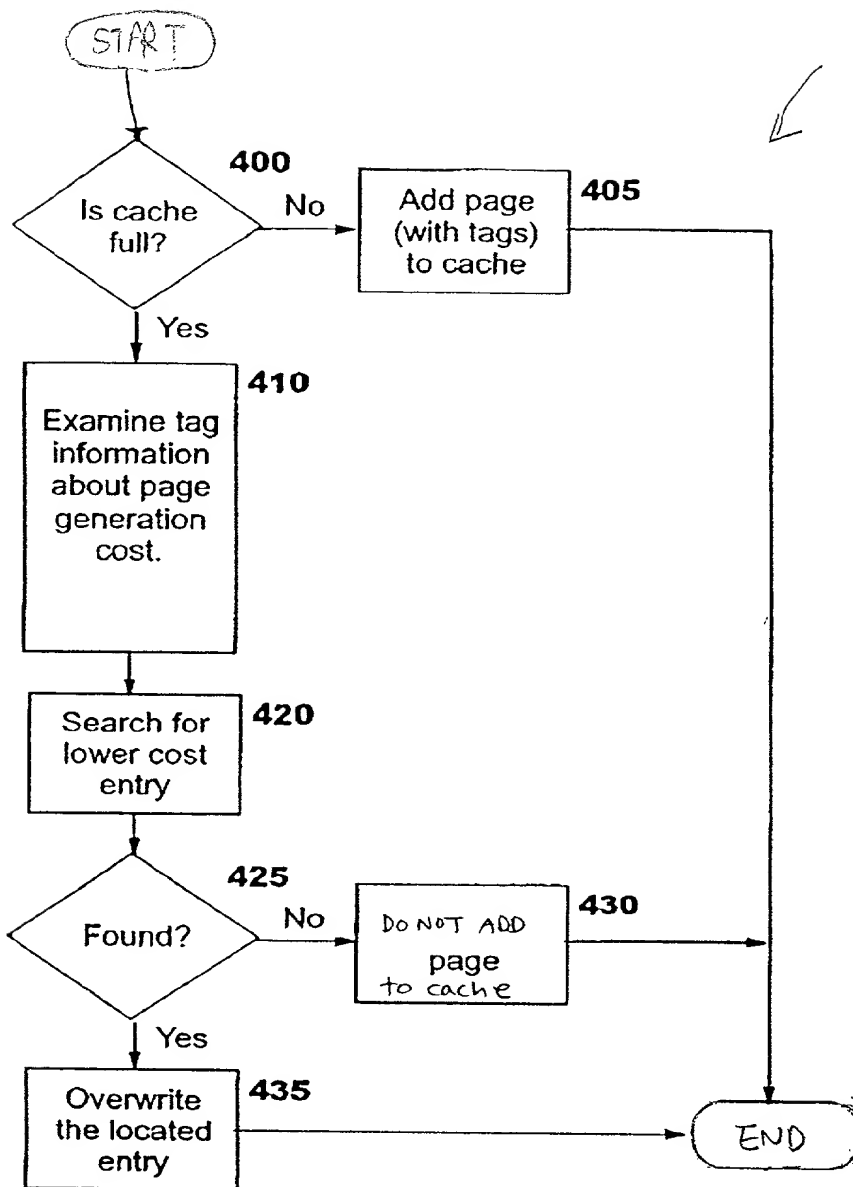 START
400
Is cache
full?
No
Add page
(with tags)
to cache
405
Yes
410
Examine tag
information
about page
generation
cost.
Search for
lower cost
entry
420
425
Found?
No
DO NOT ADD
page
to cache
430
Yes
Overwrite
the located
entry
435
END